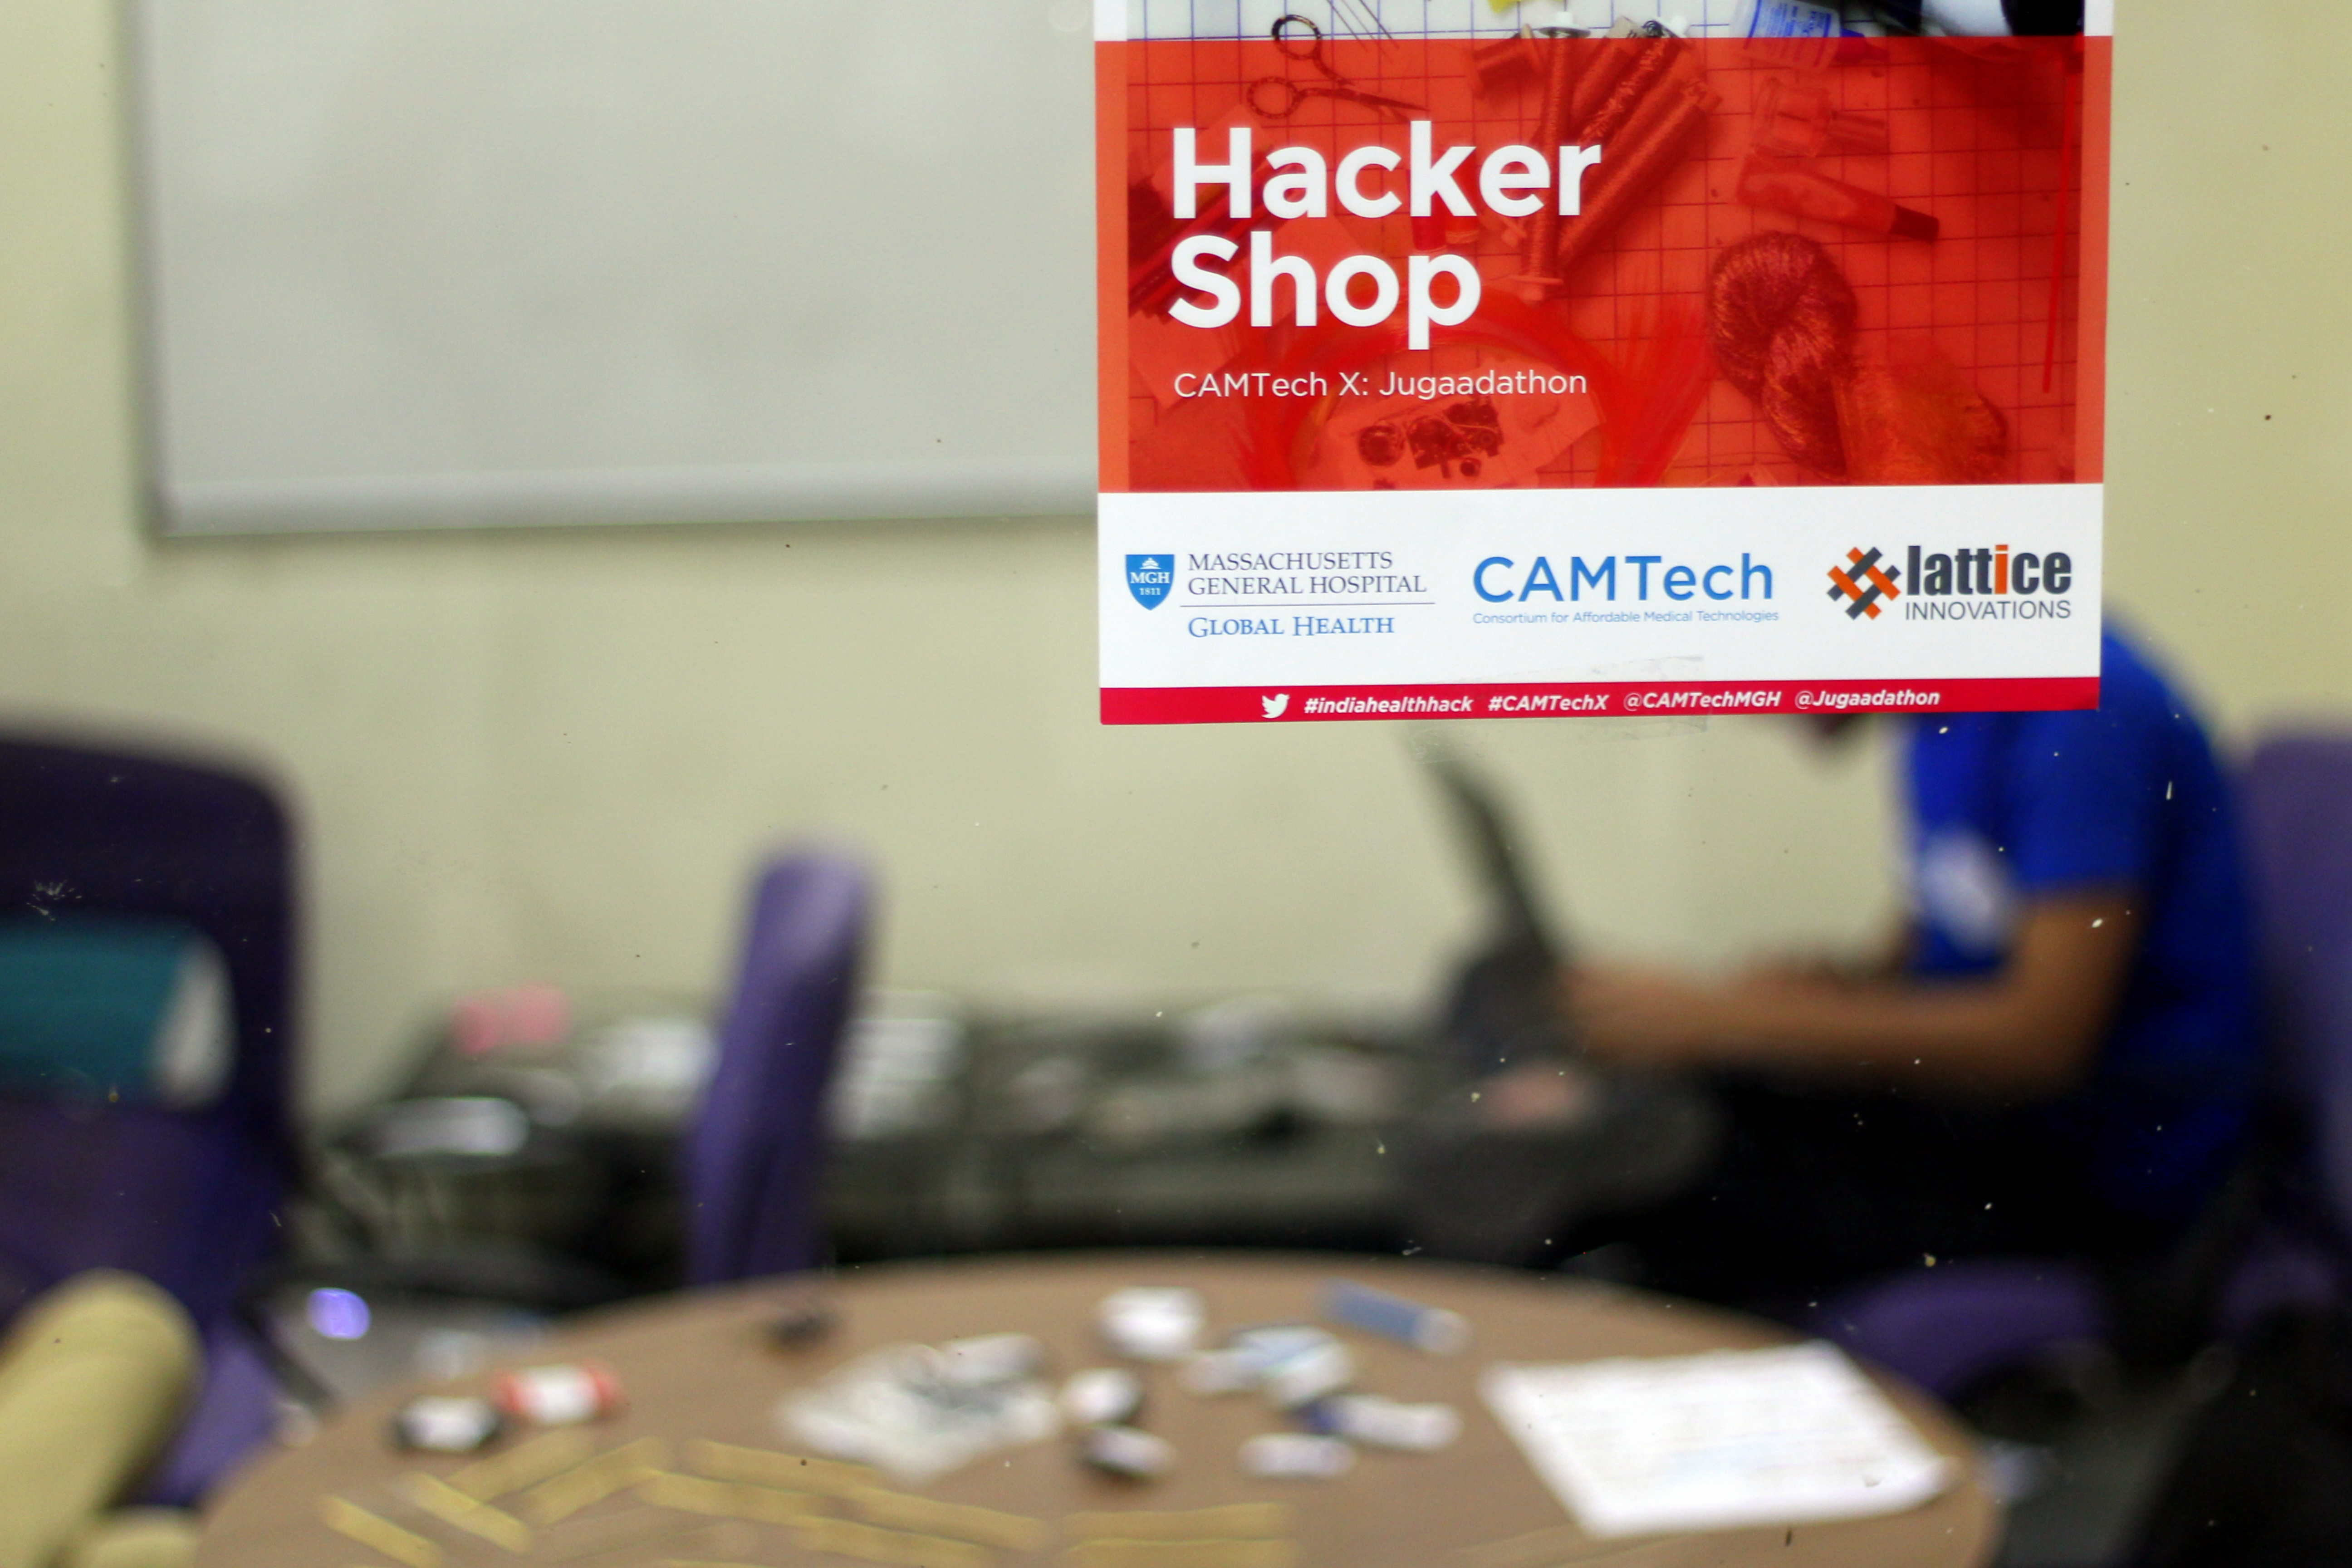 Hacker
Shop
CAMTech X: Jugaadathon
MGH
1811
MASSACHUSETTS
GENERAL HOSPITAL
GLOBAL HEALTH
CAMTech
Consortium for Affordable Medical Technologies
lattice
INNOVATIONS
#indiahealthhack #CAMTechX @CAMTechMGH @Jugaadathon